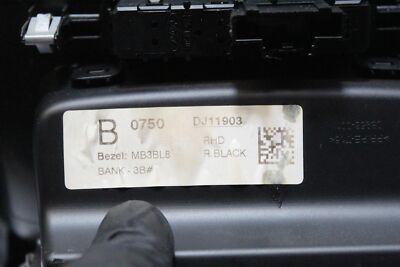 B 0750 DJ11903
RHD
Bezel: MB3BL8 R.BLACK
BANK - 3B#